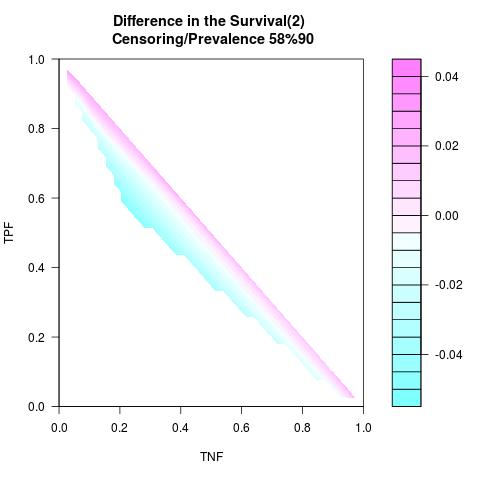 Difference in the Survival(2)
Censoring/Prevalence 58%90
1.0
0.8
0.6
0.4
0.2
0.0
TPF
0.0 0.2 0.4 0.6 0.8 1.0
TNF
0.04
0.02
0.00
-0.02
-0.04